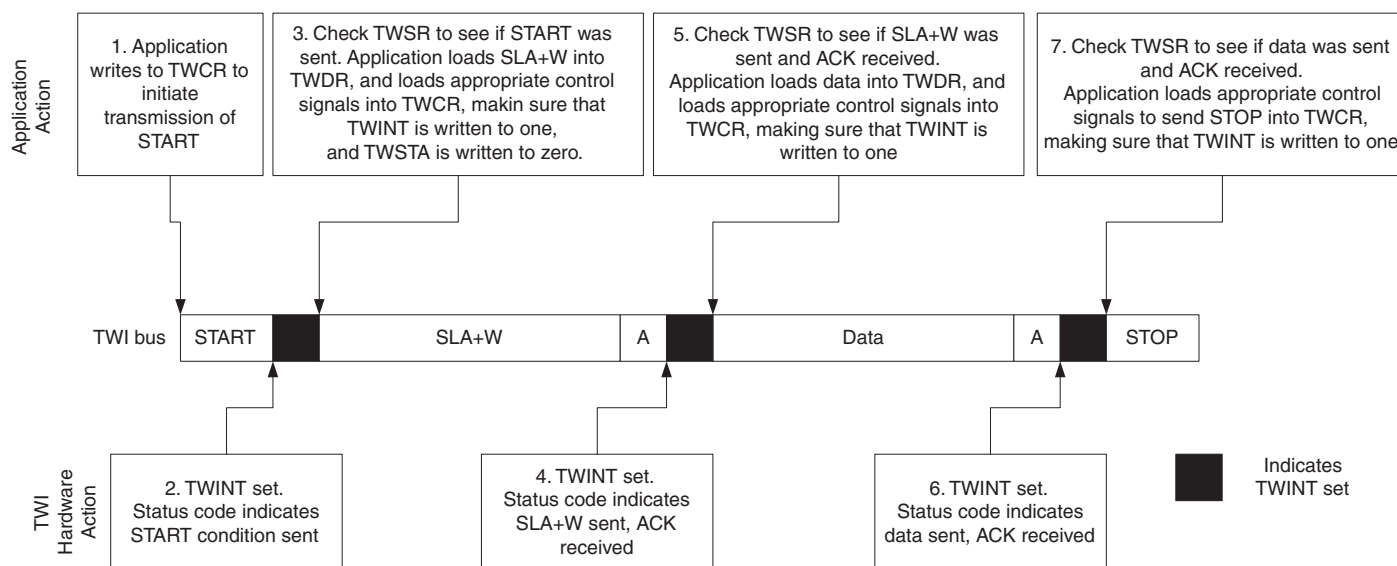 Application
Action
1. Application
writes to TWCR to
initiate
transmission of
START
3. Check TWSR to see if START was
sent. Application loads SLA+W into
TWDR, and loads appropriate control
signals into TWCR, makin sure that
TWINT is written to one,
and TWSTA is written to zero.
5. Check TWSR to see if SLA+W was
sent and ACK received.
Application loads data into TWDR, and
loads appropriate control signals into
TWCR, making sure that TWINT is
written to one
7. Check TWSR to see if data was sent
and ACK received.
Application loads appropriate control
signals to send STOP into TWCR,
making sure that TWINT is written to one
TWI bus
START
SLA+W
A
Data
A
STOP
TWI
Hardware
Action
2. TWINT set.
Status code indicates
START condition sent
4. TWINT set.
Status code indicates
SLA+W sent, ACK
received
6. TWINT set.
Status code indicates
data sent, ACK received
Indicates
TWINT set